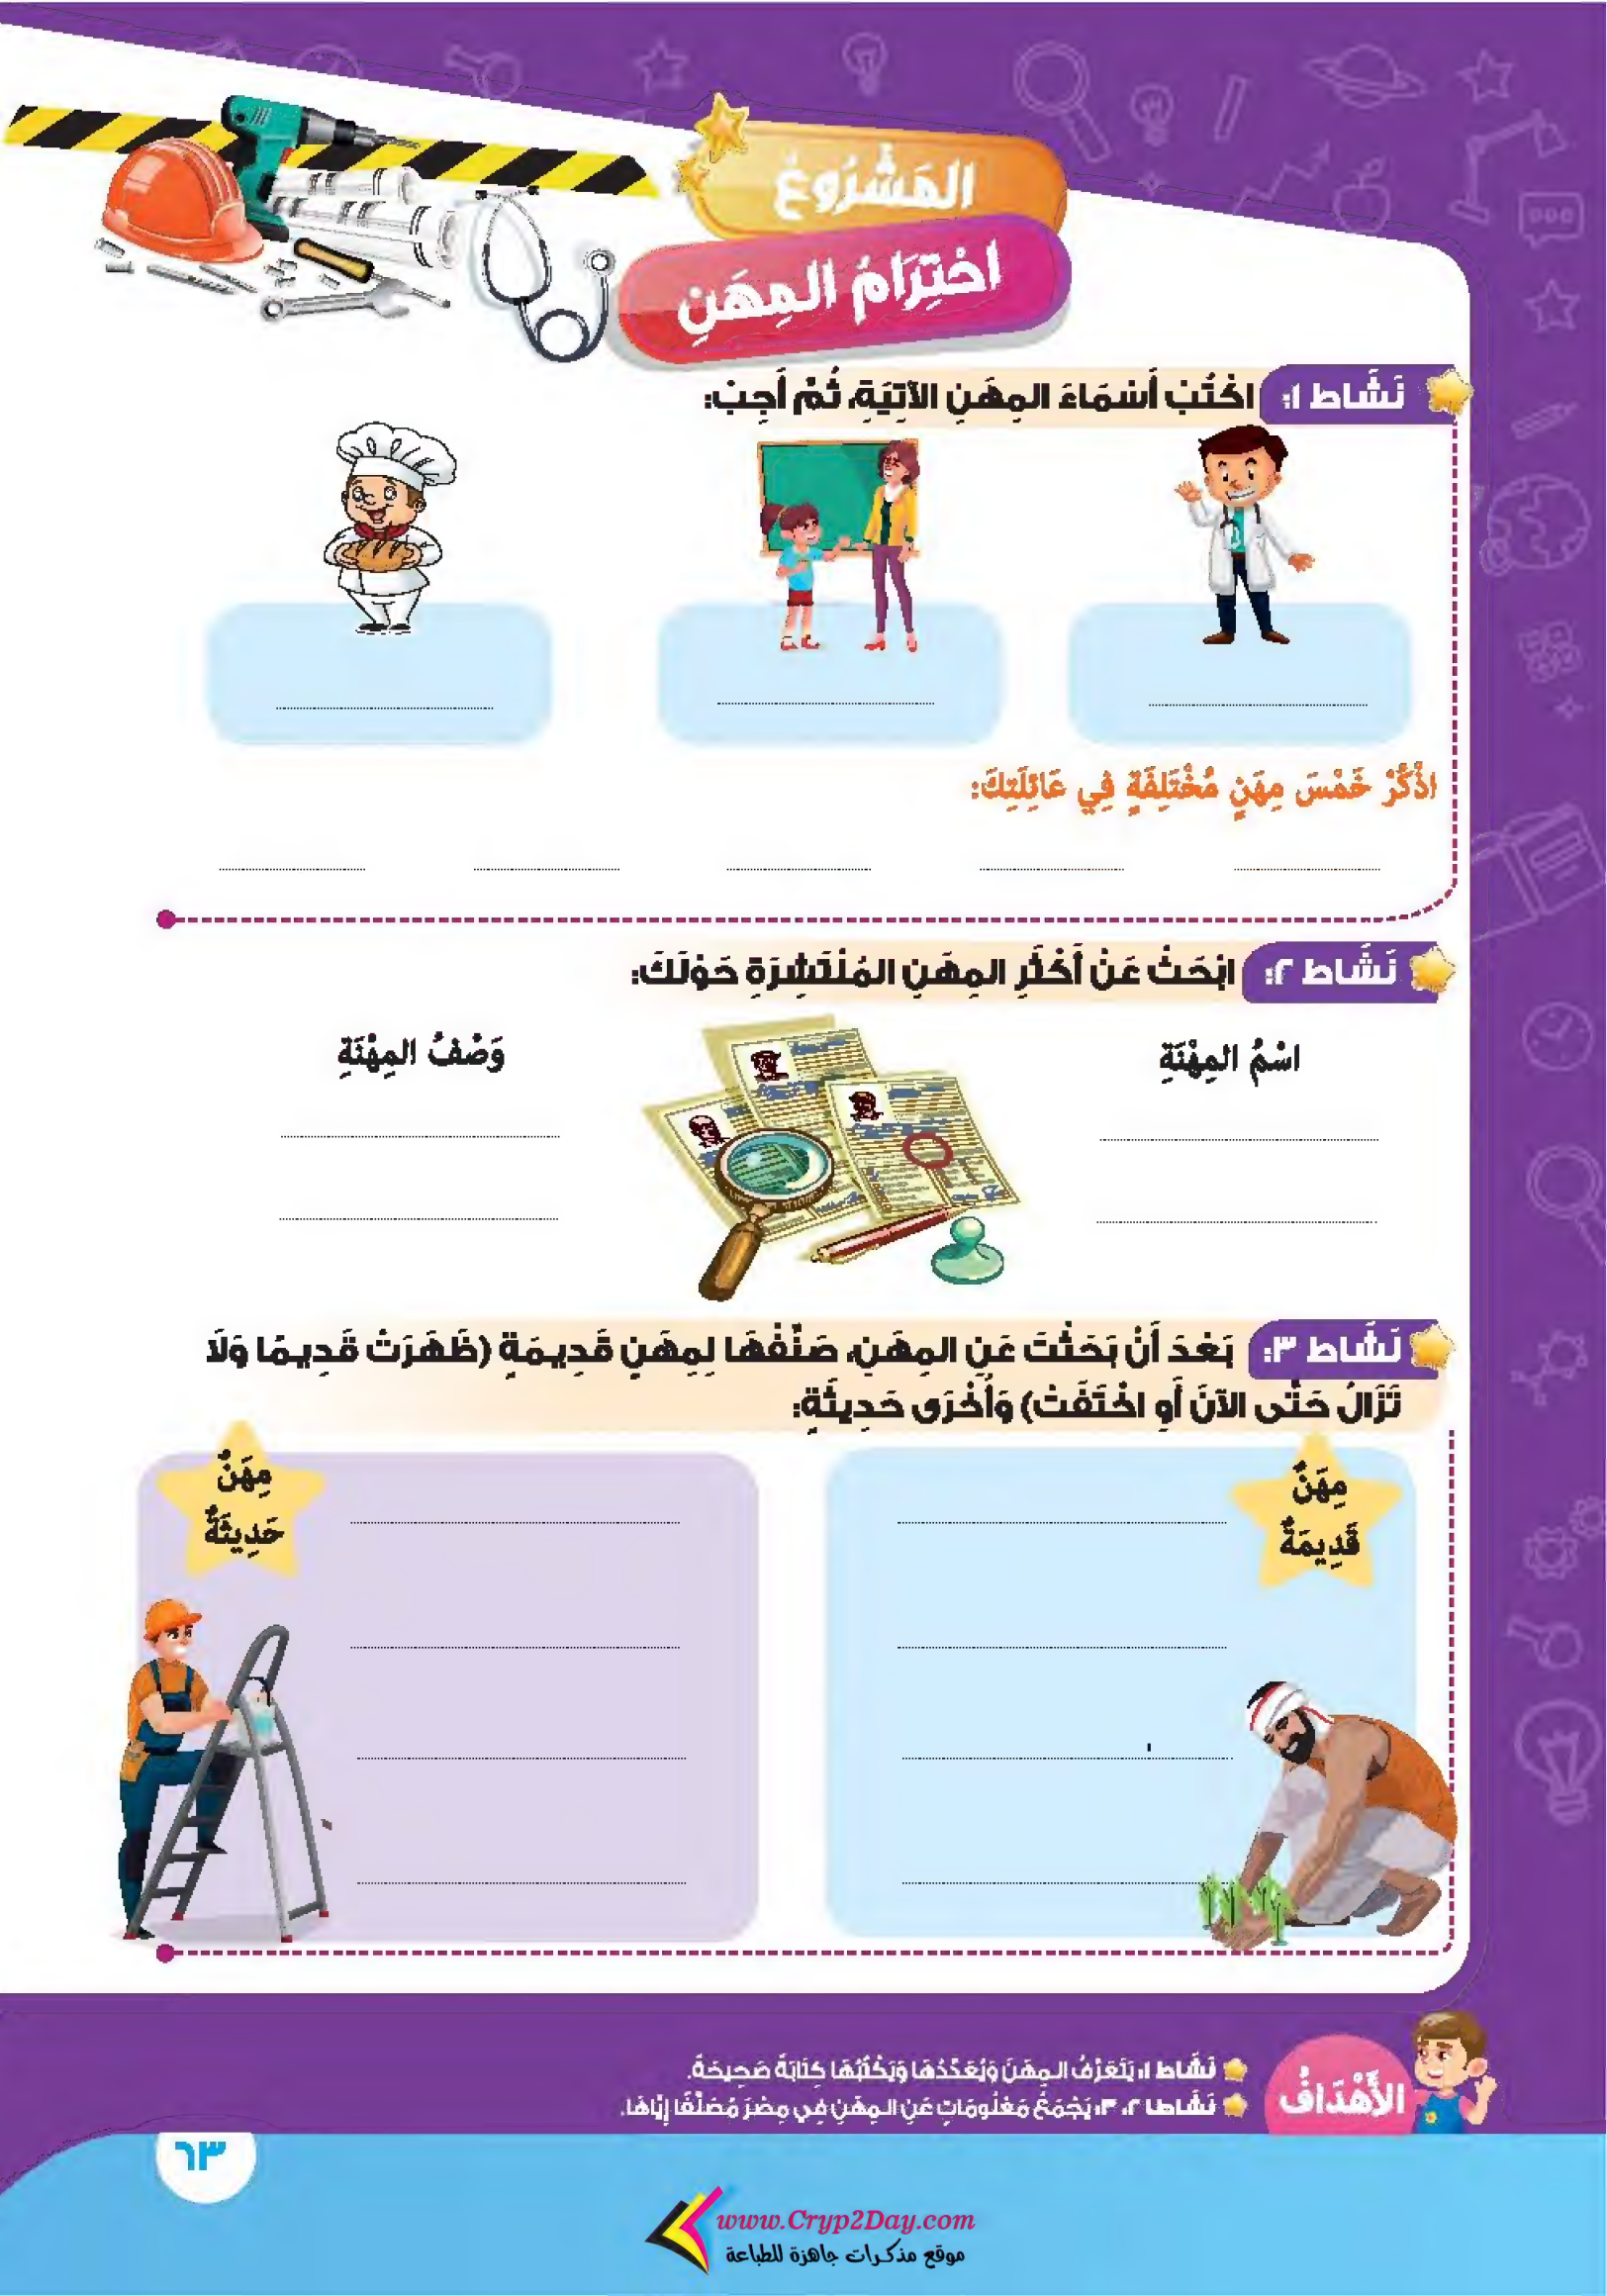 المَشْرُوعُ
احْتِرَامُ المِهَنِ
نَشَاط ١: اكْتُبْ أَسْمَاءَ المِهَنِ الآتِيَةِ، ثُمَّ أَجِبْ:
اذْكُرْ خَمْسَ مِهَنٍ مُخْتَلِفَةٍ فِي عَائِلَتِكَ:
نَشَاط ٢: ابْحَثْ عَنْ أَكْثَرِ المِهَنِ المُنْتَشِرَةِ حَوْلَكَ:
اسْمُ المِهْنَةِ
وَصْفُ المِهْنَةِ
نَشَاط ٣: بَعْدَ أَنْ بَحَثْتَ عَنِ المِهَنِ، صَنِّفْهَا لِمِهَنٍ قَدِيمَةٍ (ظَهَرَتْ قَدِيمًا وَلَا
تَزَالُ حَتَّى الآنَ أَوِ اخْتَفَتْ) وَأُخْرَى حَدِيثَةٍ:
مِهَنٌ
قَدِيمَةٌ
مِهَنٌ
حَدِيثَةٌ
الأَهْدَافُ
نَشَاط ١: يَتَعَرَّفُ المِهَنَ وَيُعَدِّدُهَا وَيَكْتُبُهَا كِتَابَةً صَحِيحَةً.
نَشَاطا ٢، ٣: يَجْمَعُ مَعْلُومَاتٍ عَنِ المِهَنِ فِي مِصْرَ مُصَنِّفًا إِيَّاهَا.
٦٣
www.Cryp2Day.com
موقع مذكرات جاهزة للطباعة